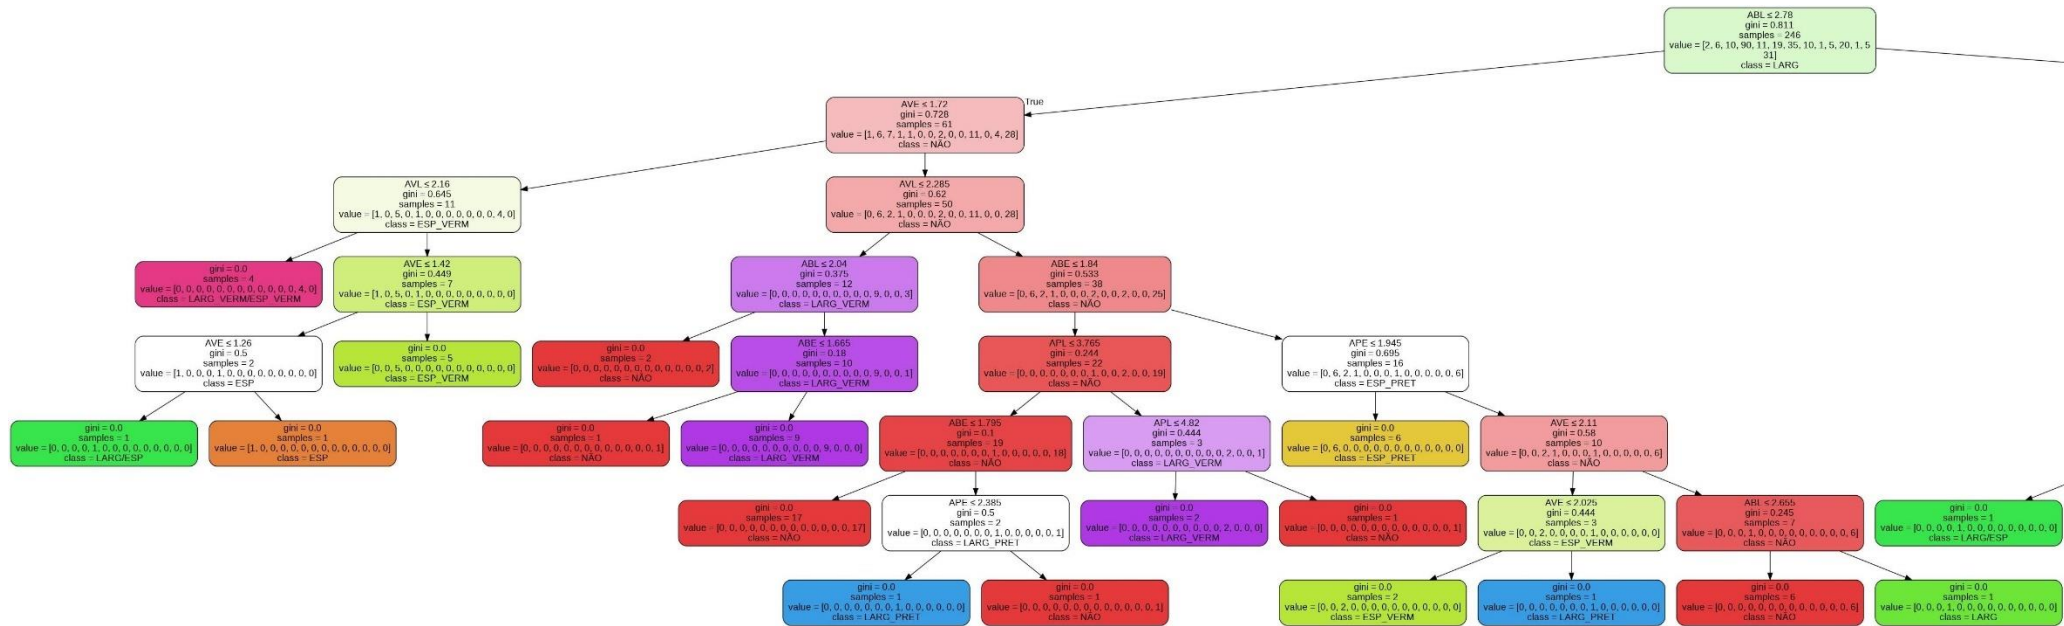 ABL ≤ 2.78
gini = 0.811
samples = 246
value = [2, 6, 10, 90, 11, 19, 35, 10, 1, 5, 20, 1, 5
31]
class = LARG
True
AVE ≤ 1.72
gini = 0.728
samples = 61
value = [1, 6, 7, 1, 1, 0, 0, 2, 0, 0, 11, 0, 4, 28]
class = NÃO
AVL ≤ 2.16
gini = 0.645
samples = 11
value = [1, 0, 5, 0, 1, 0, 0, 0, 0, 0, 0, 0, 4, 0]
class = ESP_VERM
AVL ≤ 2.285
gini = 0.62
samples = 50
value = [0, 6, 2, 1, 0, 0, 0, 2, 0, 0, 11, 0, 0, 28]
class = NÃO
gini = 0.0
samples = 4
value = [0, 0, 0, 0, 0, 0, 0, 0, 0, 0, 0, 0, 4, 0]
class = LARG_VERM/ESP_VERM
AVE ≤ 1.42
gini = 0.449
samples = 7
value = [1, 0, 5, 0, 1, 0, 0, 0, 0, 0, 0, 0, 0, 0]
class = ESP_VERM
ABL ≤ 2.04
gini = 0.375
samples = 12
value = [0, 0, 0, 0, 0, 0, 0, 0, 0, 0, 9, 0, 0, 3]
class = LARG_VERM
ABE ≤ 1.84
gini = 0.533
samples = 38
value = [0, 6, 2, 1, 0, 0, 0, 2, 0, 0, 2, 0, 0, 25]
class = NÃO
AVE ≤ 1.26
gini = 0.5
samples = 2
value = [1, 0, 0, 0, 1, 0, 0, 0, 0, 0, 0, 0, 0, 0]
class = ESP
gini = 0.0
samples = 5
value = [0, 0, 5, 0, 0, 0, 0, 0, 0, 0, 0, 0, 0, 0]
class = ESP_VERM
gini = 0.0
samples = 2
value = [0, 0, 0, 0, 0, 0, 0, 0, 0, 0, 0, 0, 0, 2]
class = NÃO
ABE ≤ 1.665
gini = 0.18
samples = 10
value = [0, 0, 0, 0, 0, 0, 0, 0, 0, 0, 9, 0, 0, 1]
class = LARG_VERM
APL ≤ 3.765
gini = 0.244
samples = 22
value = [0, 0, 0, 0, 0, 0, 0, 1, 0, 0, 2, 0, 0, 19]
class = NÃO
APE ≤ 1.945
gini = 0.695
samples = 16
value = [0, 6, 2, 1, 0, 0, 0, 1, 0, 0, 0, 0, 0, 6]
class = ESP_PRET
gini = 0.0
samples = 1
value = [0, 0, 0, 0, 1, 0, 0, 0, 0, 0, 0, 0, 0, 0]
class = LARG/ESP
gini = 0.0
samples = 1
value = [1, 0, 0, 0, 0, 0, 0, 0, 0, 0, 0, 0, 0, 0]
class = ESP
gini = 0.0
samples = 1
value = [0, 0, 0, 0, 0, 0, 0, 0, 0, 0, 0, 0, 0, 1]
class = NÃO
gini = 0.0
samples = 9
value = [0, 0, 0, 0, 0, 0, 0, 0, 0, 0, 9, 0, 0, 0]
class = LARG_VERM
ABE ≤ 1.795
gini = 0.1
samples = 19
value = [0, 0, 0, 0, 0, 0, 0, 1, 0, 0, 0, 0, 0, 18]
class = NÃO
APL ≤ 4.82
gini = 0.444
samples = 3
value = [0, 0, 0, 0, 0, 0, 0, 0, 0, 0, 2, 0, 0, 1]
class = LARG_VERM
gini = 0.0
samples = 6
value = [0, 6, 0, 0, 0, 0, 0, 0, 0, 0, 0, 0, 0, 0]
class = ESP_PRET
AVE ≤ 2.11
gini = 0.58
samples = 10
value = [0, 0, 2, 1, 0, 0, 0, 1, 0, 0, 0, 0, 0, 6]
class = NÃO
gini = 0.0
samples = 17
value = [0, 0, 0, 0, 0, 0, 0, 0, 0, 0, 0, 0, 0, 17]
class = NÃO
APE ≤ 2.385
gini = 0.5
samples = 2
value = [0, 0, 0, 0, 0, 0, 0, 1, 0, 0, 0, 0, 0, 1]
class = LARG_PRET
gini = 0.0
samples = 2
value = [0, 0, 0, 0, 0, 0, 0, 0, 0, 0, 2, 0, 0, 0]
class = LARG_VERM
gini = 0.0
samples = 1
value = [0, 0, 0, 0, 0, 0, 0, 0, 0, 0, 0, 0, 0, 1]
class = NÃO
AVE ≤ 2.025
gini = 0.444
samples = 3
value = [0, 0, 2, 0, 0, 0, 0, 1, 0, 0, 0, 0, 0, 0]
class = ESP_VERM
ABL ≤ 2.655
gini = 0.245
samples = 7
value = [0, 0, 0, 1, 0, 0, 0, 0, 0, 0, 0, 0, 0, 6]
class = NÃO
gini = 0.0
samples = 1
value = [0, 0, 0, 0, 1, 0, 0, 0, 0, 0, 0, 0, 0, 0]
class = LARG/ESP
gini = 0.0
samples = 1
value = [0, 0, 0, 0, 0, 0, 0, 1, 0, 0, 0, 0, 0, 0]
class = LARG_PRET
gini = 0.0
samples = 1
value = [0, 0, 0, 0, 0, 0, 0, 0, 0, 0, 0, 0, 0, 1]
class = NÃO
gini = 0.0
samples = 2
value = [0, 0, 2, 0, 0, 0, 0, 0, 0, 0, 0, 0, 0, 0]
class = ESP_VERM
gini = 0.0
samples = 1
value = [0, 0, 0, 0, 0, 0, 0, 1, 0, 0, 0, 0, 0, 0]
class = LARG_PRET
gini = 0.0
samples = 6
value = [0, 0, 0, 0, 0, 0, 0, 0, 0, 0, 0, 0, 0, 6]
class = NÃO
gini = 0.0
samples = 1
value = [0, 0, 0, 1, 0, 0, 0, 0, 0, 0, 0, 0, 0, 0]
class = LARG